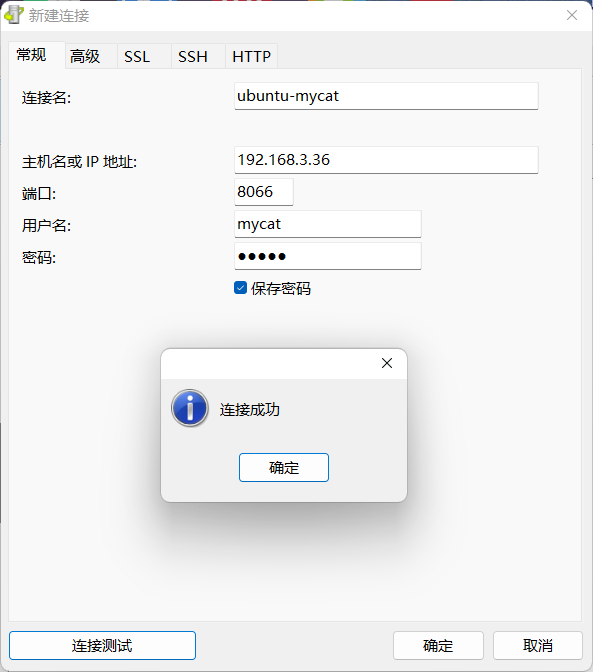 新建连接
常规 高级 SSL SSH HTTP
连接名: ubuntu-mycat
主机名或 IP 地址: 192.168.3.36
端口: 8066
用户名: mycat
密码: ●●●●●
保存密码
连接成功
确定
连接测试 确定 取消